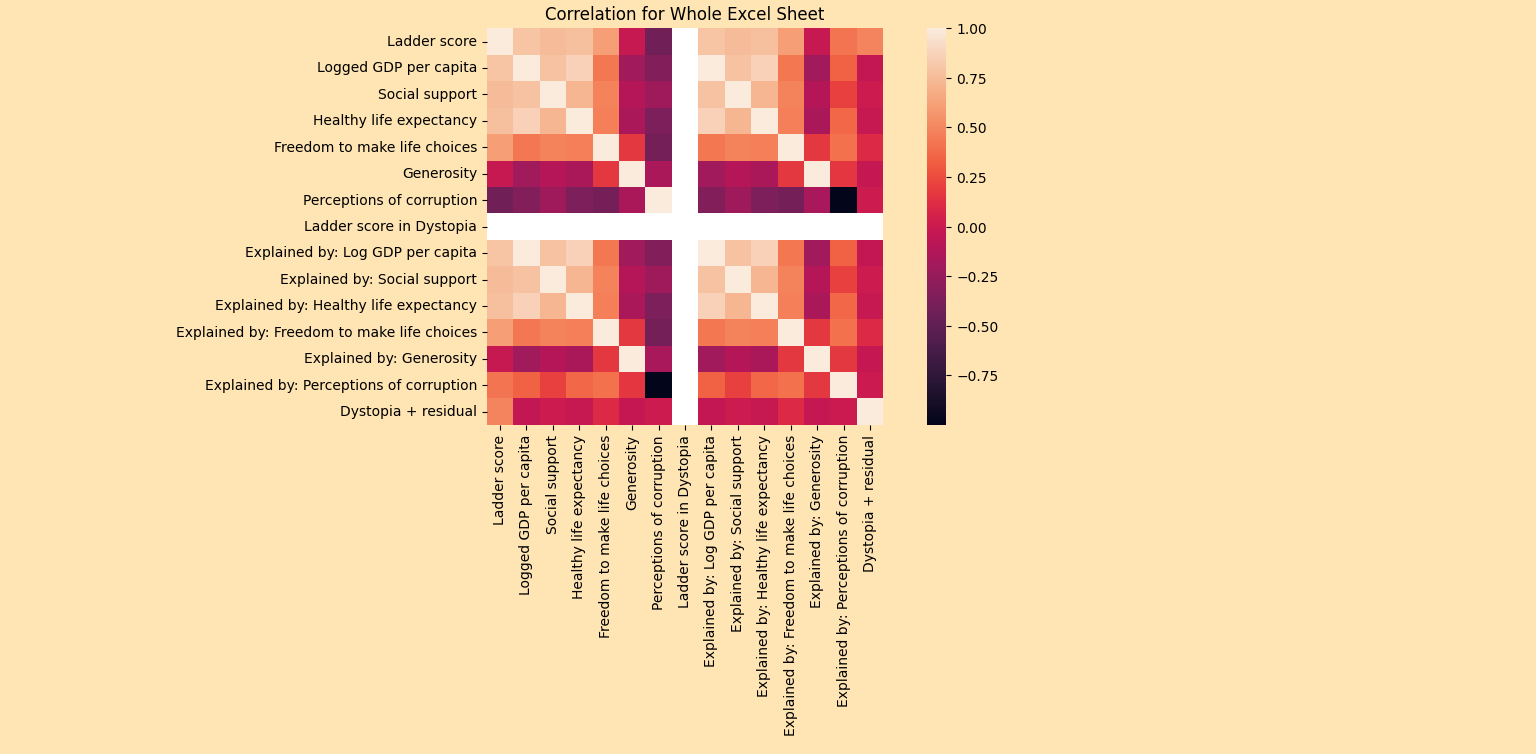 Correlation for Whole Excel Sheet
Ladder score
Logged GDP per capita
Social support
Healthy life expectancy
Freedom to make life choices
Generosity
Perceptions of corruption
Ladder score in Dystopia
Explained by: Log GDP per capita
Explained by: Social support
Explained by: Healthy life expectancy
Explained by: Freedom to make life choices
Explained by: Generosity
Explained by: Perceptions of corruption
Dystopia + residual
Ladder score
Logged GDP per capita
Social support
Healthy life expectancy
Freedom to make life choices
Generosity
Perceptions of corruption
Ladder score in Dystopia
Explained by: Log GDP per capita
Explained by: Social support
Explained by: Healthy life expectancy
Explained by: Freedom to make life choices
Explained by: Generosity
Explained by: Perceptions of corruption
Dystopia + residual
1.00
0.75
0.50
0.25
0.00
−0.25
−0.50
−0.75